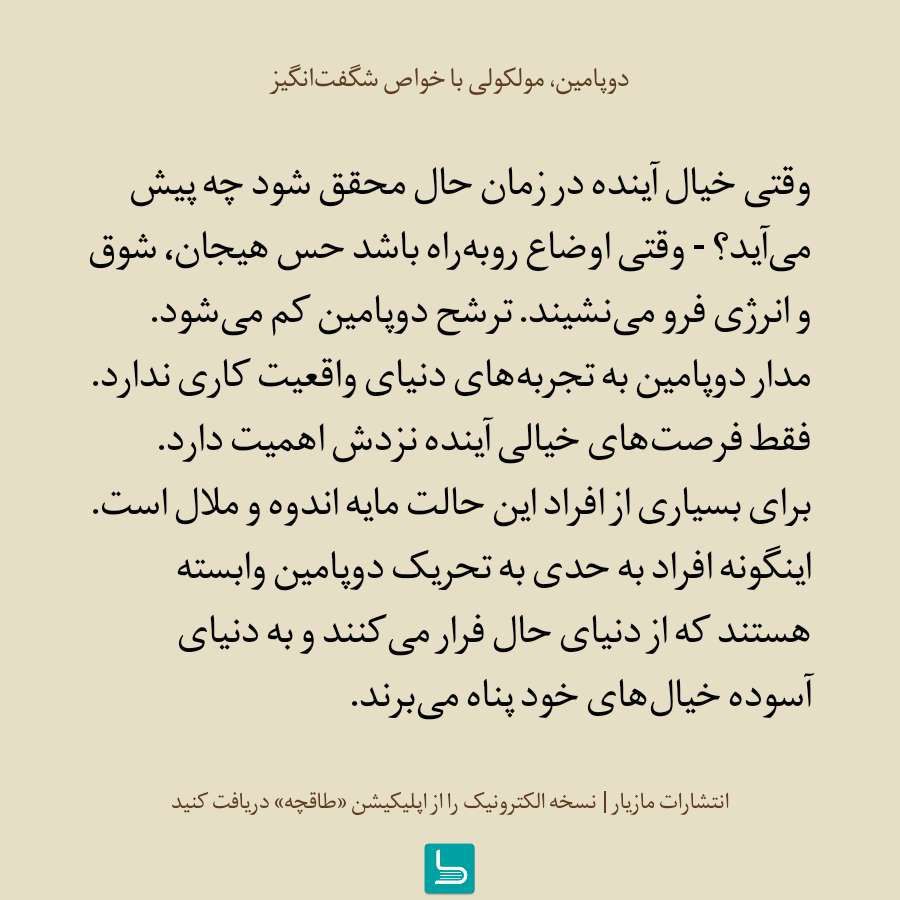 دوپامین، مولکولی با خواص شگفت‌انگیز
وقتی خیال آینده در زمان حال محقق شود چه پیش
می‌آید؟ - وقتی اوضاع روبه‌راه باشد حس هیجان، شوق
و انرژی فرو می‌نشیند. ترشح دوپامین کم می‌شود.
مدار دوپامین به تجربه‌های دنیای واقعیت کاری ندارد.
فقط فرصت‌های خیالی آینده نزدش اهمیت دارد.
برای بسیاری از افراد این حالت مایه اندوه و ملال است.
اینگونه افراد به حدی به تحریک دوپامین وابسته
هستند که از دنیای حال فرار می‌کنند و به دنیای
آسوده خیال‌های خود پناه می‌برند.
انتشارات مازیار | نسخه الکترونیک را از اپلیکیشن «طاقچه» دریافت کنید